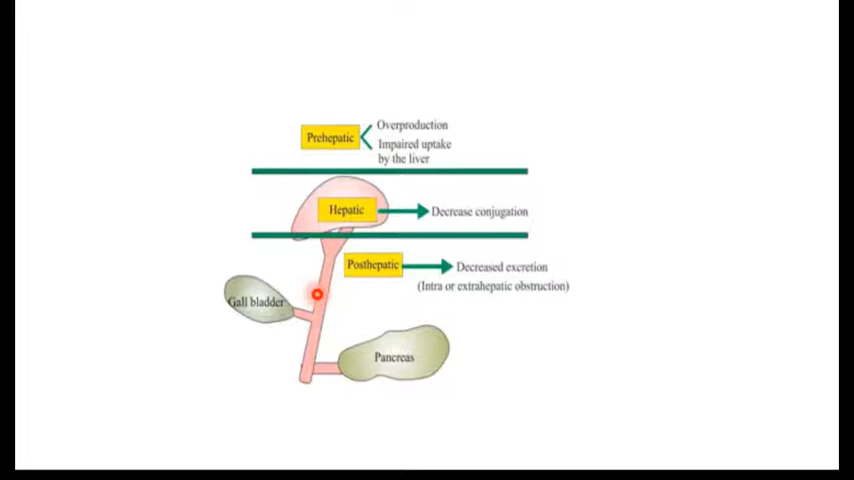 Overproduction
Prehepatic
Impaired uptake
by the liver
Hepatic
Decrease conjugation
Posthepatic
Decreased excretion
(Intra or extrahepatic obstruction)
Gall bladder
Pancreas